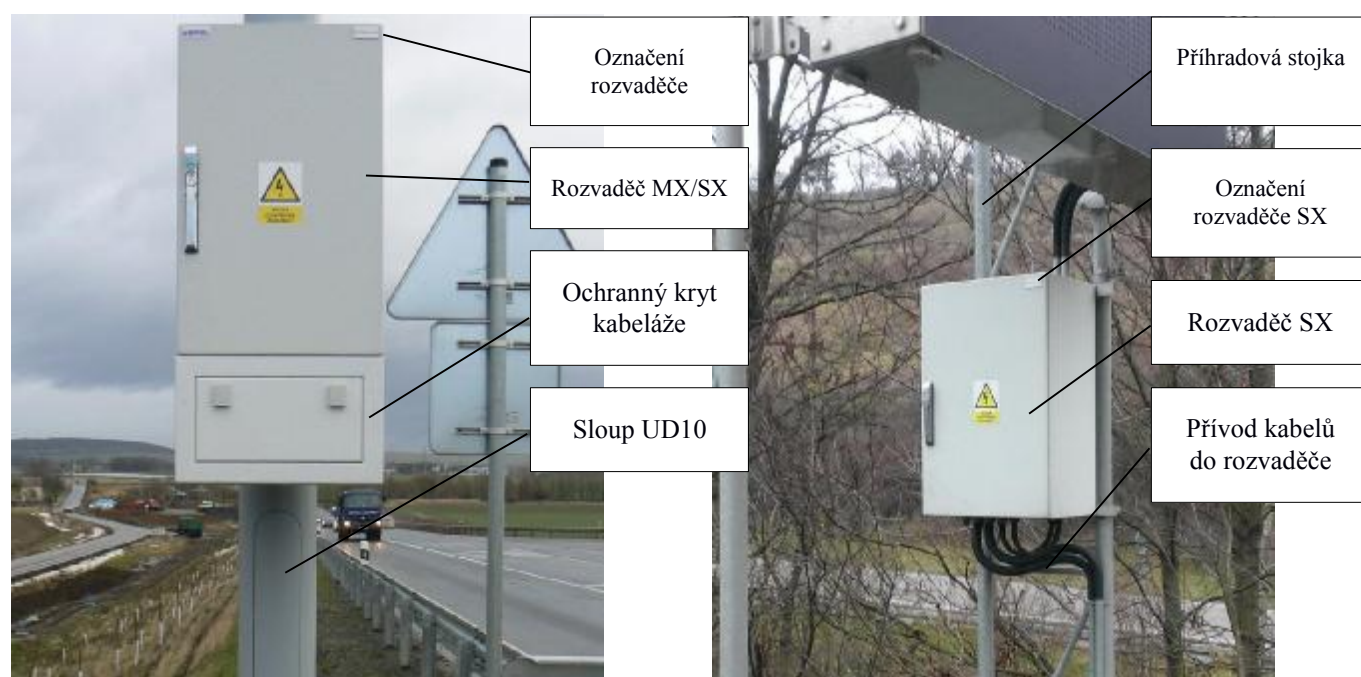 Označení
rozvaděče
Rozvaděč MX/SX
Ochranný kryt
kabeláže
Sloup UD10
Příhradová stojka
Označení
rozvaděče SX
Rozvaděč SX
Přívod kabelů
do rozvaděče